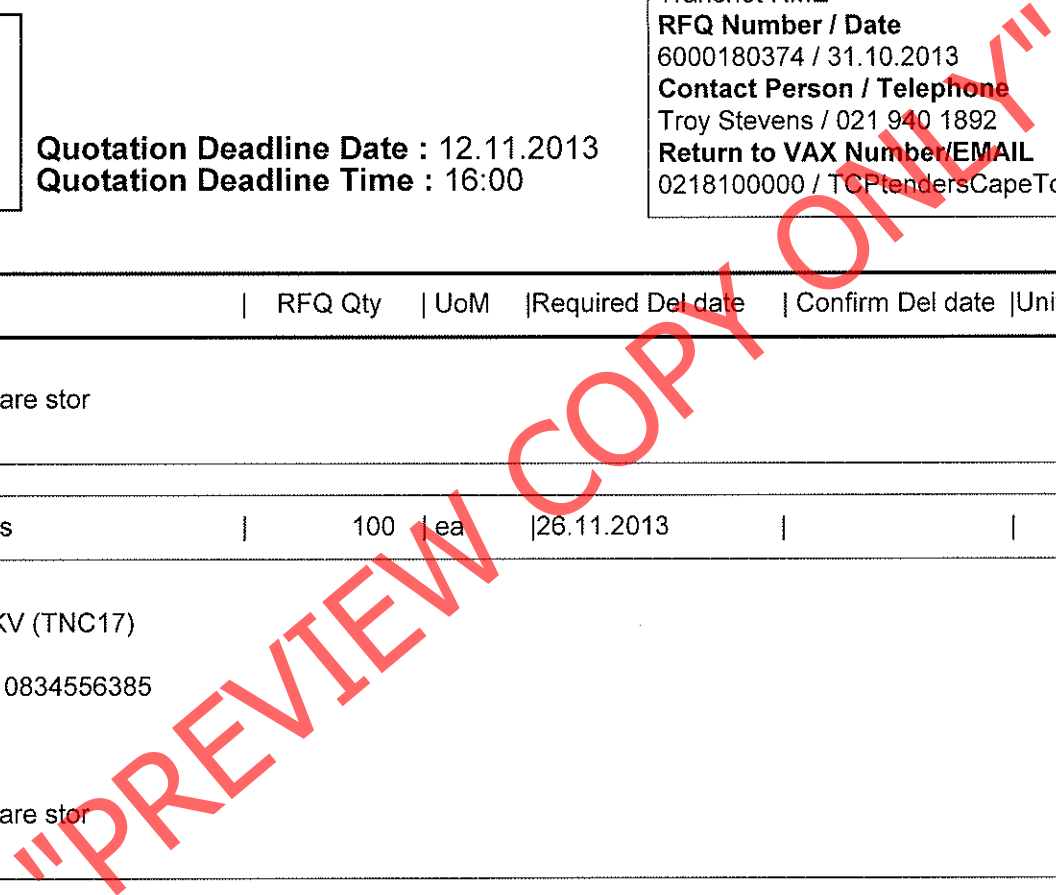 RFQ Number / Date
6000180374 / 31.10.2013
Contact Person / Telephone
Troy Stevens / 021 940 1892
Return to VAX Number/EMAIL
0218100000 / TCPtendersCapeTo
Quotation Deadline Date : 12.11.2013
Quotation Deadline Time : 16:00
| RFQ Qty | UoM |Required Del date | Confirm Del date |Uni
are stor
s | 100 | ea |26.11.2013 | |
KV (TNC17)
0834556385
are stor
"PREVIEW COPY ONLY"